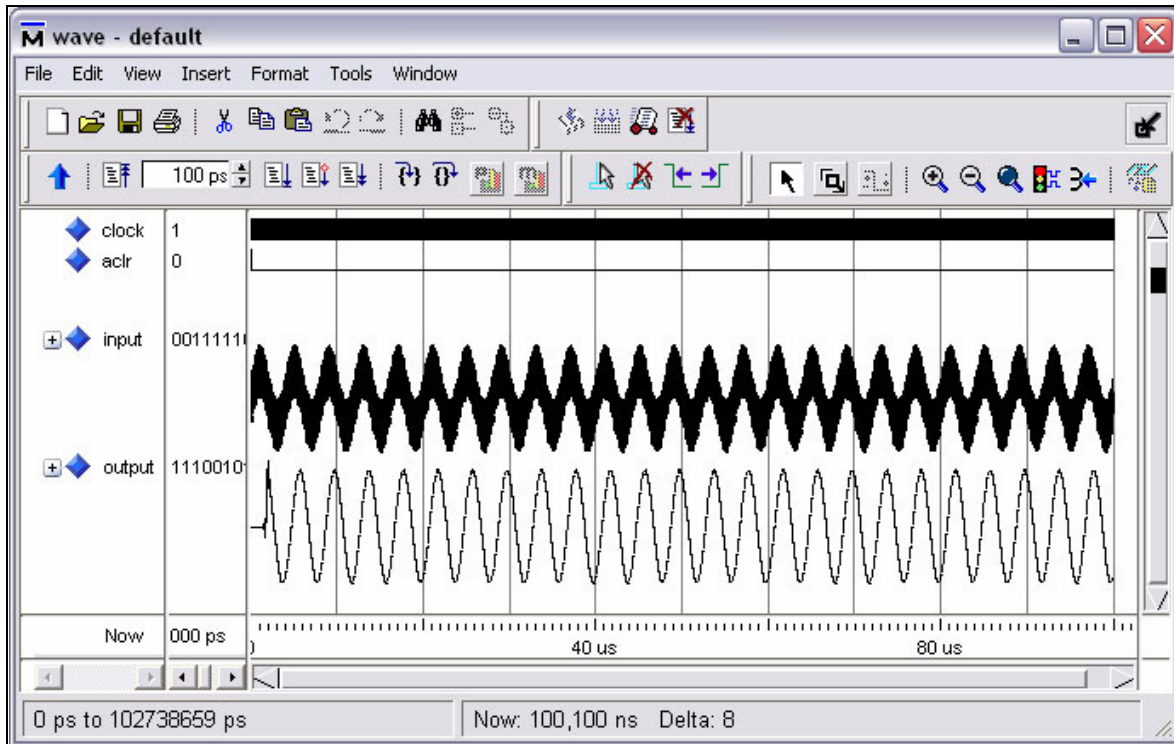 M wave - default
File Edit View Insert Format Tools Window
100 ps
clock 1
aclr 0
input 00111111
output 1110010
Now 000 ps
40 us
80 us
0 ps to 102738659 ps
Now: 100,100 ns Delta: 8